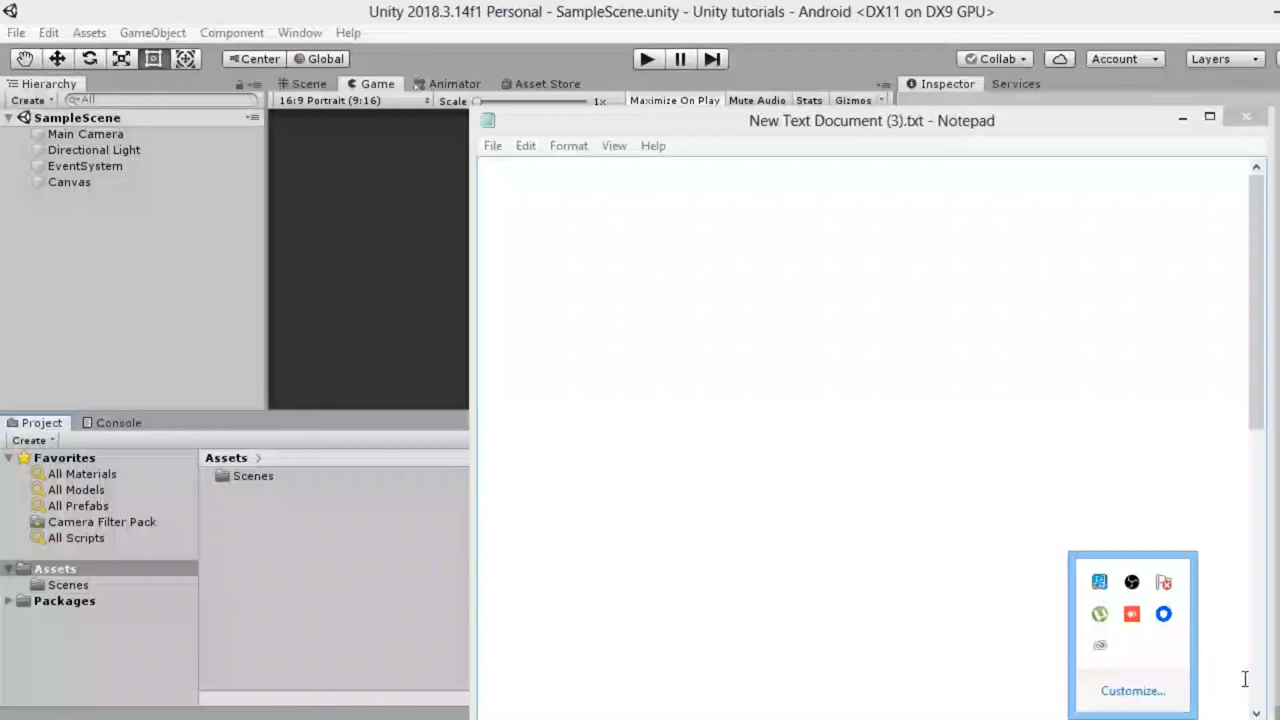 Unity 2018.3.14f1 Personal - SampleScene.unity - Unity tutorials - Android <DX11 on DX9 GPU>
File Edit Assets GameObject Component Window Help
Center Global Collab Account Layers
Hierarchy Scene Game Animator Asset Store Inspector Services
Create All 16:9 Portrait (9:16) Scale 1x Maximize On Play Mute Audio Stats Gizmos
SampleScene
Main Camera
Directional Light
EventSystem
Canvas
New Text Document (3).txt - Notepad
File Edit Format View Help
Project Console
Create
Favorites
All Materials
All Models
All Prefabs
Camera Filter Pack
All Scripts
Assets
Scenes
Packages
Assets
Scenes
Customize...